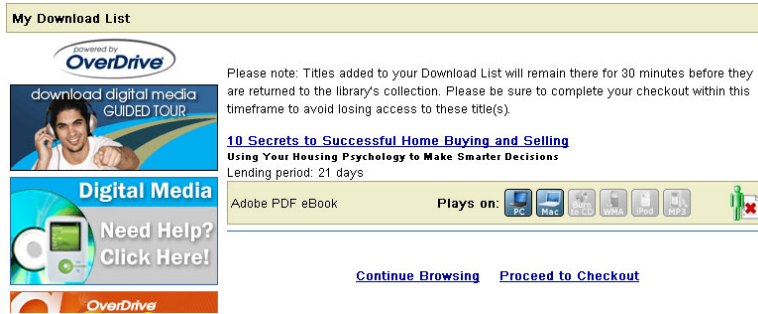 My Download List
powered by
OverDrive
download digital media
GUIDED TOUR
Please note: Titles added to your Download List will remain there for 30 minutes before they
are returned to the library's collection. Please be sure to complete your checkout within this
timeframe to avoid losing access to these title(s).
10 Secrets to Successful Home Buying and Selling
Using Your Housing Psychology to Make Smarter Decisions
Lending period: 21 days
Digital Media
Need Help?
Click Here!
Adobe PDF eBook
Plays on: PC Mac Burn to CD WMA iPod MP3
Continue Browsing Proceed to Checkout
OverDrive